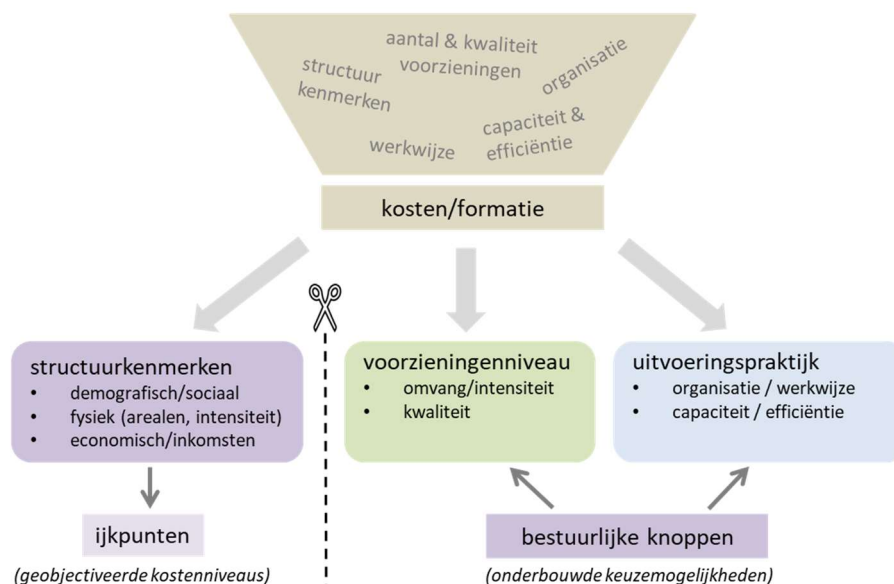 aantal & kwaliteit
voorzieningen
structuur
kenmerken
organisatie
werkwijze
capaciteit &
efficiëntie
kosten/formatie
structuurkenmerken
• demografisch/sociaal
• fysiek (arealen, intensiteit)
• economisch/inkomsten
voorzieningenniveau
• omvang/intensiteit
• kwaliteit
uitvoeringspraktijk
• organisatie / werkwijze
• capaciteit / efficiëntie
ijkpunten
(geobjectiveerde kostenniveaus)
bestuurlijke knoppen
(onderbouwde keuzemogelijkheden)